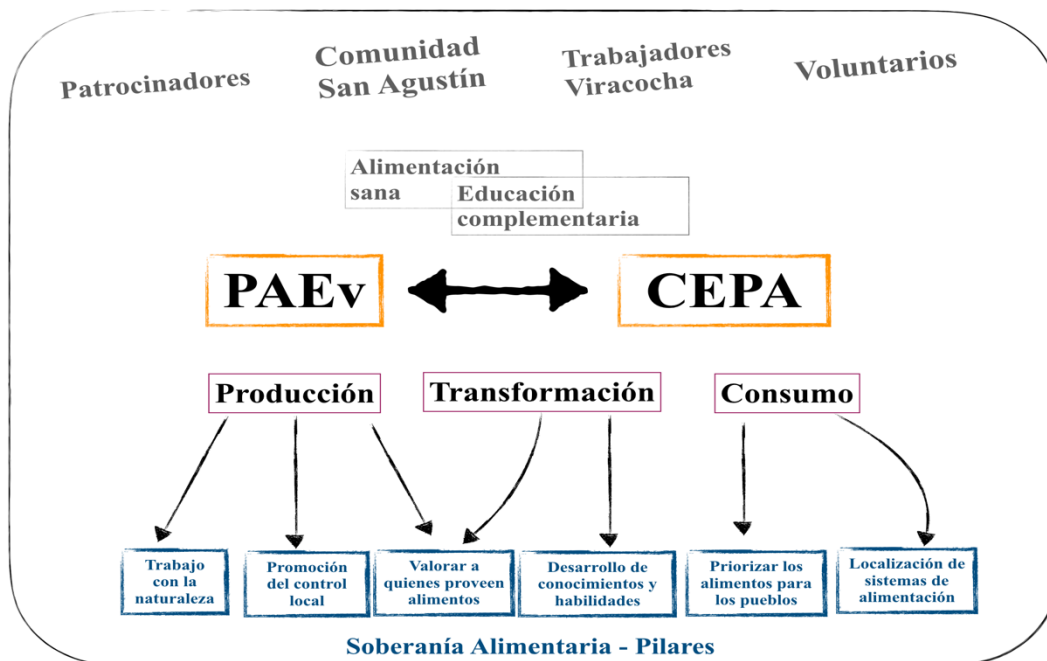 Patrocinadores
Comunidad
San Agustín
Trabajadores
Viracocha
Voluntarios
Alimentación
sana
Educación
complementaria
PAEv
CEPA
Producción
Transformación
Consumo
Trabajo
con la
naturaleza
Promoción
del control
local
Valorar a
quienes proveen
alimentos
Desarrollo de
conocimientos y
habilidades
Priorizar los
alimentos para
los pueblos
Localización de
sistemas de
alimentación
Soberanía Alimentaria - Pilares